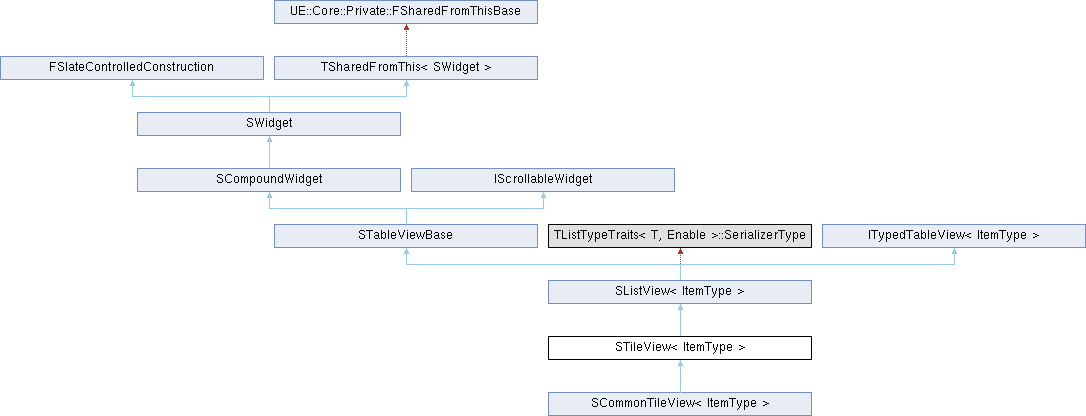 UE::Core::Private::FSharedFromThisBase
FSlateControlledConstruction
TSharedFromThis< SWidget >
SWidget
SCompoundWidget
IScrollableWidget
STableViewBase
TListTypeTraits< T, Enable >::SerializerType
ITypedTableView< ItemType >
SListView< ItemType >
STileView< ItemType >
SCommonTileView< ItemType >